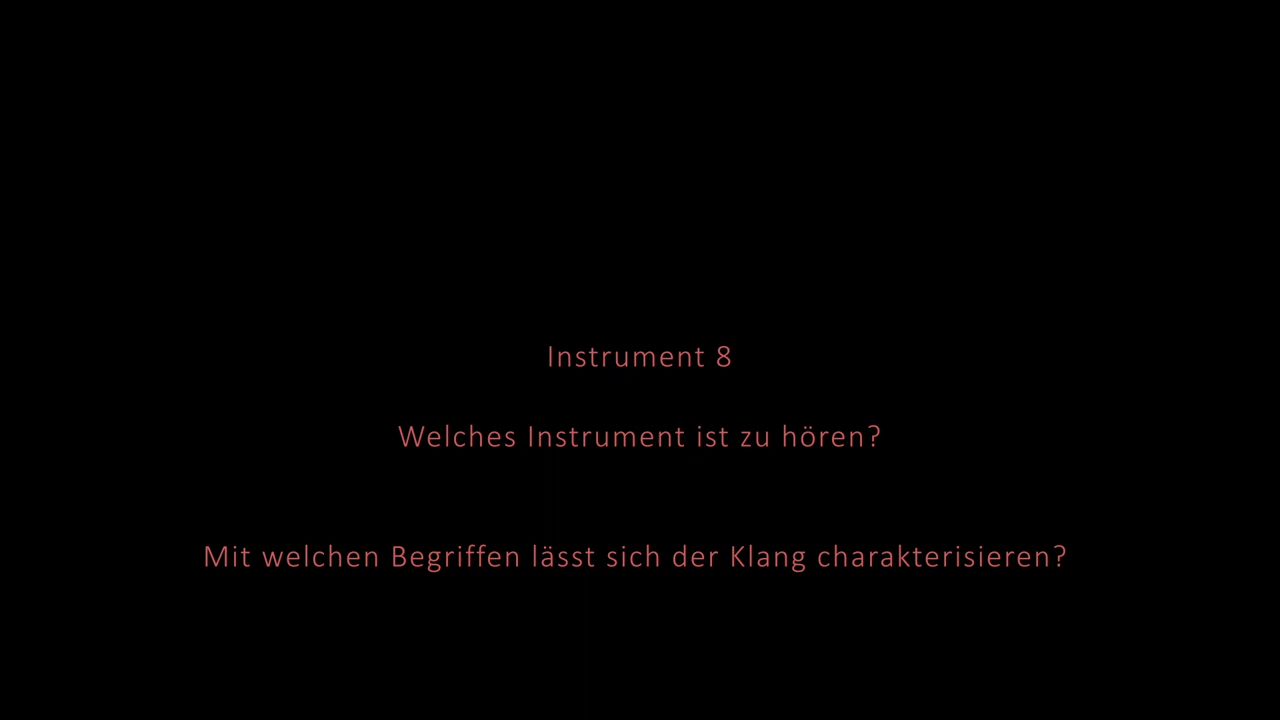 Instrument 8
Welches Instrument ist zu hören?
Mit welchen Begriffen lässt sich der Klang charakterisieren?